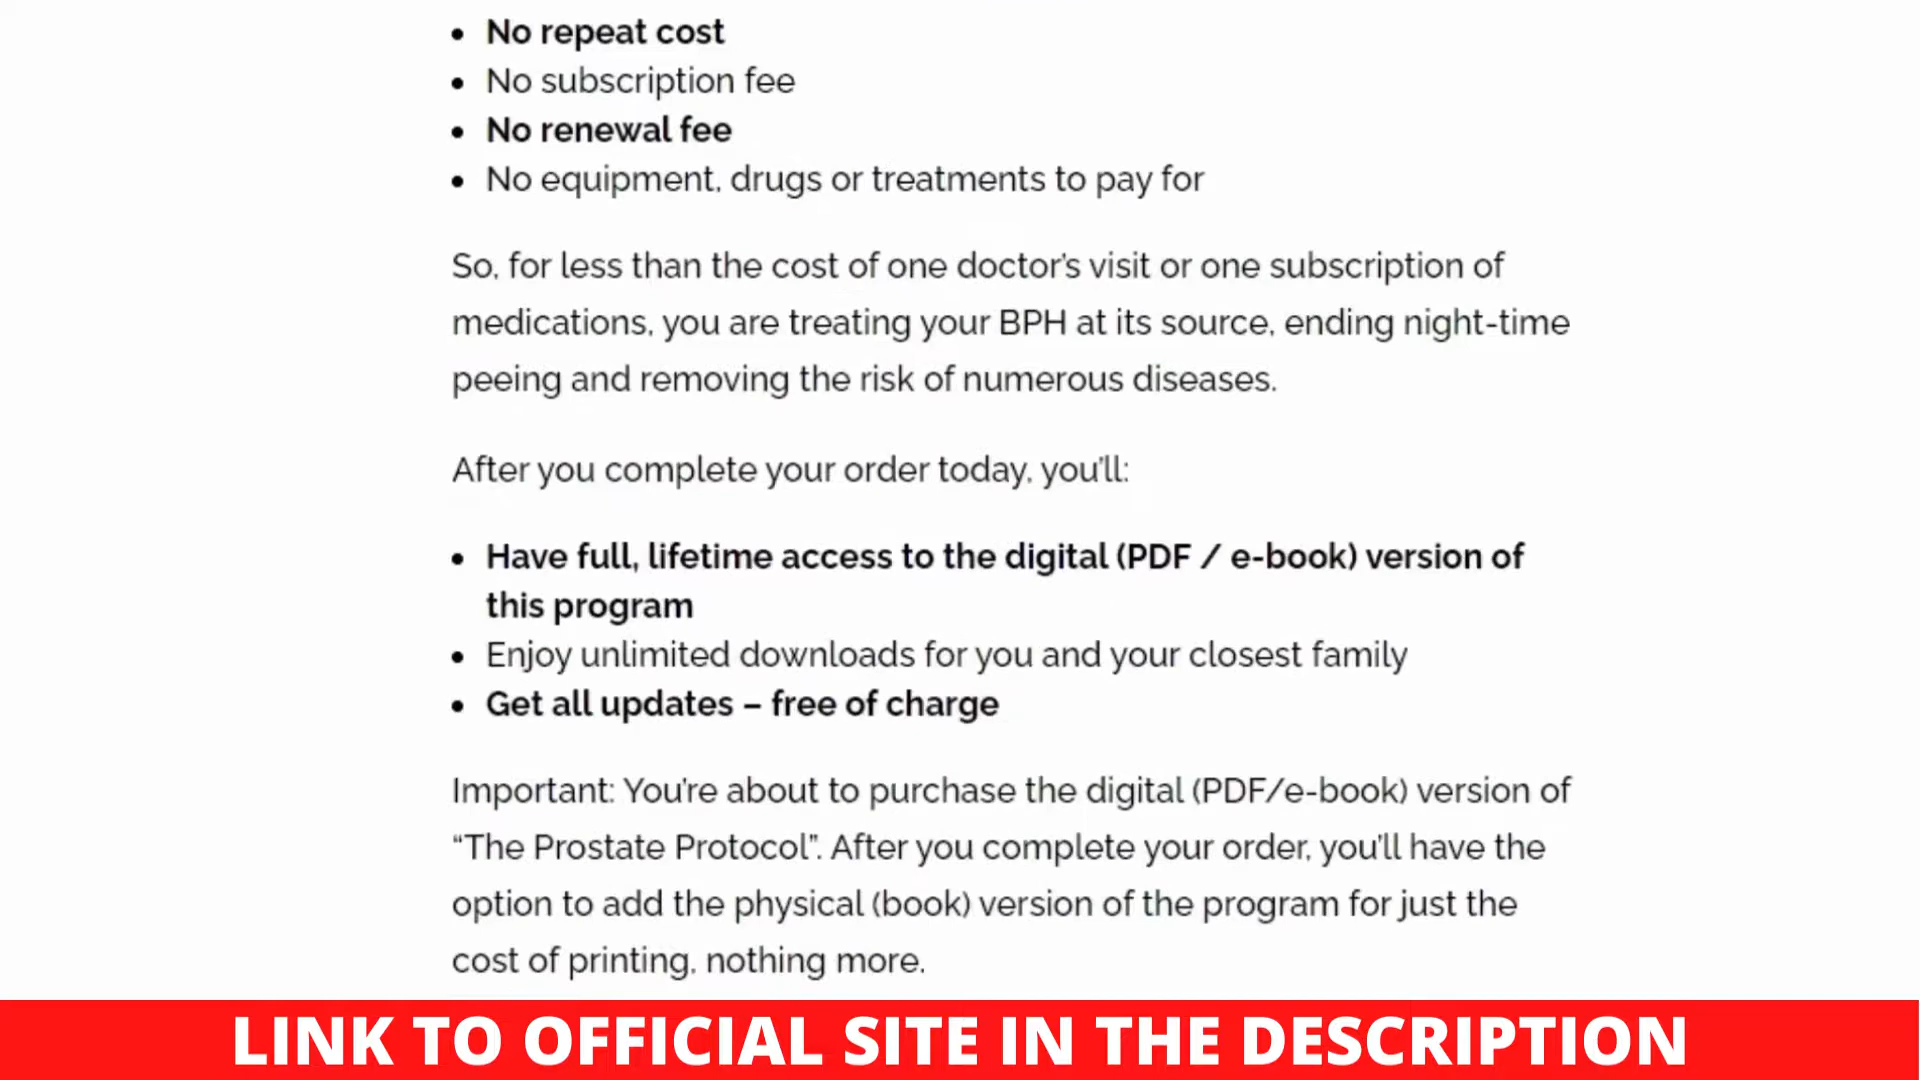 No repeat cost
No subscription fee
No renewal fee
No equipment, drugs or treatments to pay for
So, for less than the cost of one doctor's visit or one subscription of
medications, you are treating your BPH at its source, ending night-time
peeing and removing the risk of numerous diseases.
After you complete your order today, you'll:
Have full, lifetime access to the digital (PDF / e-book) version of
this program
Enjoy unlimited downloads for you and your closest family
Get all updates – free of charge
Important: You're about to purchase the digital (PDF/e-book) version of
“The Prostate Protocol”. After you complete your order, you'll have the
option to add the physical (book) version of the program for just the
cost of printing, nothing more.
LINK TO OFFICIAL SITE IN THE DESCRIPTION